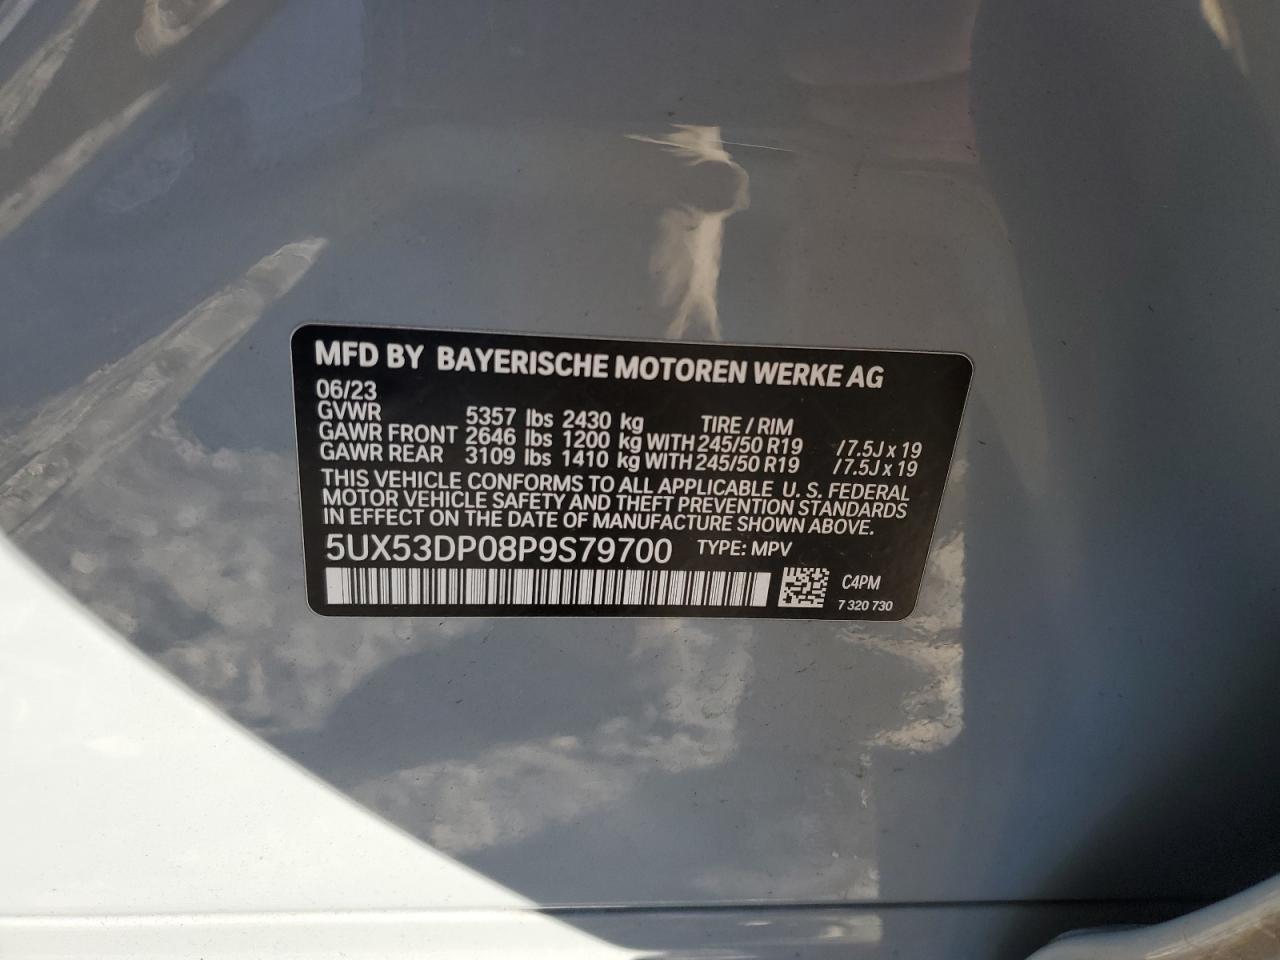 MFD BY BAYERISCHE MOTOREN WERKE AG
06/23
GVWR 5357 lbs 2430 kg TIRE / RIM
GAWR FRONT 2646 lbs 1200 kg WITH 245/50 R19 / 7.5J x 19
GAWR REAR 3109 lbs 1410 kg WITH 245/50 R19 / 7.5J x 19
THIS VEHICLE CONFORMS TO ALL APPLICABLE U. S. FEDERAL
MOTOR VEHICLE SAFETY AND THEFT PREVENTION STANDARDS
IN EFFECT ON THE DATE OF MANUFACTURE SHOWN ABOVE.
5UX53DP08P9S79700 TYPE: MPV
C4PM
7 320 730